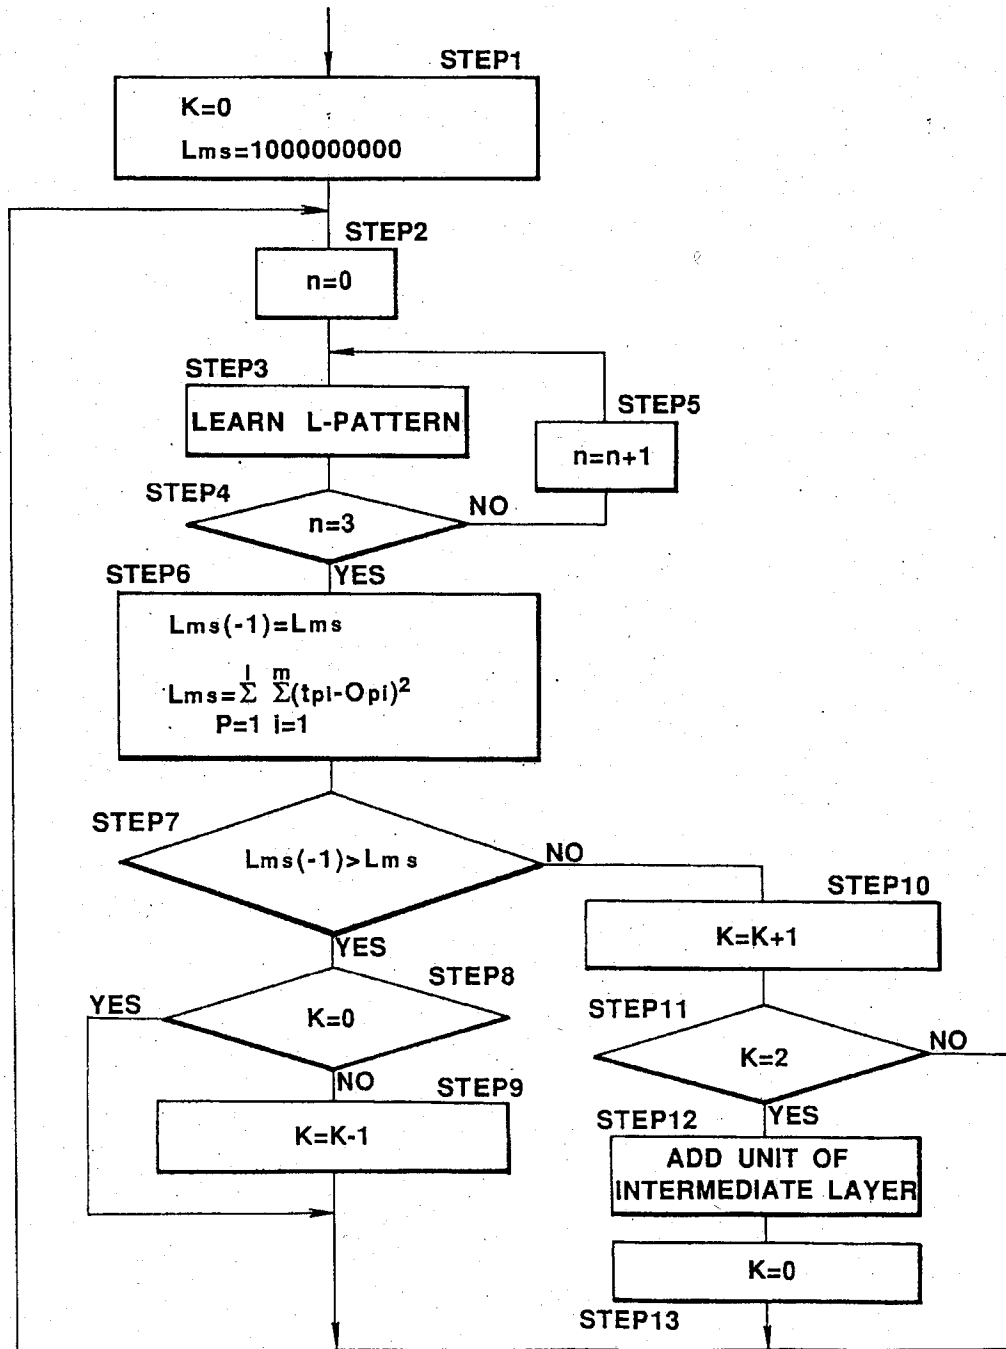 STEP1
K=0
Lms=1000000000
STEP2
n=0
STEP3
LEARN L-PATTERN
STEP5
n=n+1
STEP4
n=3
NO
YES
STEP6
Lms(-1)=Lms
l m
Lms=Σ Σ(tpi-Opi)²
P=1 i=1
STEP7
Lms(-1)>Lms
NO
YES
STEP10
K=K+1
STEP8
YES
K=0
NO
STEP11
K=2
NO
YES
STEP9
K=K-1
STEP12
ADD UNIT OF
INTERMEDIATE LAYER
K=0
STEP13